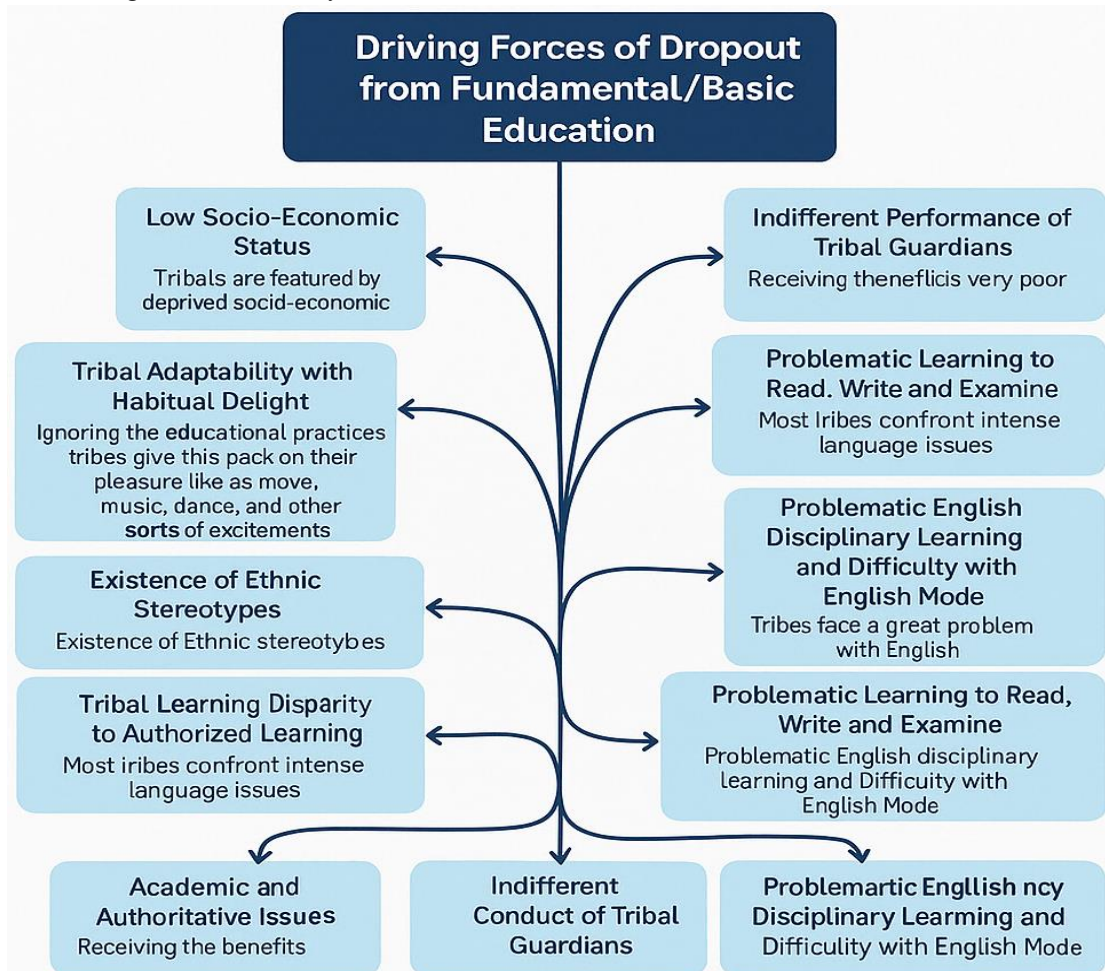 Driving Forces of Dropout
from Fundamental/Basic
Education
Low Socio-Economic
Status
Tribals are featured by
deprived socid-economic
Indifferent Performance of
Tribal Guardians
Receiving theneflicis very poor
Tribal Adaptability with
Habitual Delight
Ignoring the educational practices
tribes give this pack on their
pleasure like as move,
music, dance, and other
sorts of excitements
Problematic Learning to
Read. Write and Examine
Most Iribes confront intense
language issues
Existence of Ethnic
Stereotypes
Existence of Ethnic stereotybes
Problematic English
Disciplinary Learning
and Difficulty with
English Mode
Tribes face a great problem
with English
Tribal Learning Disparity
to Authorized Learning
Most iribes confront intense
language issues
Problematic Learning to Read,
Write and Examine
Problematic English disciplinary
learning and Difficuity with
English Mode
Academic and
Authoritative Issues
Receiving the benefits
Indifferent
Conduct of Tribal
Guardians
Problemartic Engllish ncy
Disciplinary Learming and
Difficulity with English Mode